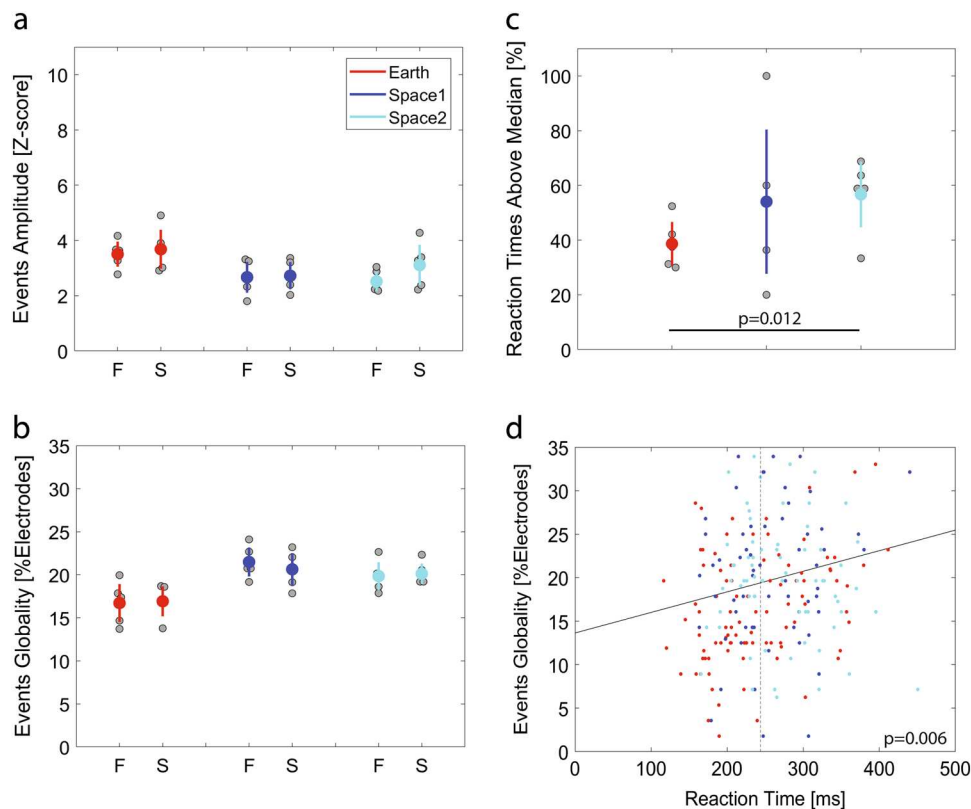 a
Events Amplitude [Z-score]
10
8
6
4
2
0
Earth
Space1
Space2
F S F S F S
b
Events Globality [%Electrodes]
35
30
25
20
15
10
5
0
F S F S F S
c
Reaction Times Above Median [%]
100
80
60
40
20
0
p=0.012
d
Events Globality [%Electrodes]
35
30
25
20
15
10
5
0
p=0.006
0 100 200 300 400 500
Reaction Time [ms]